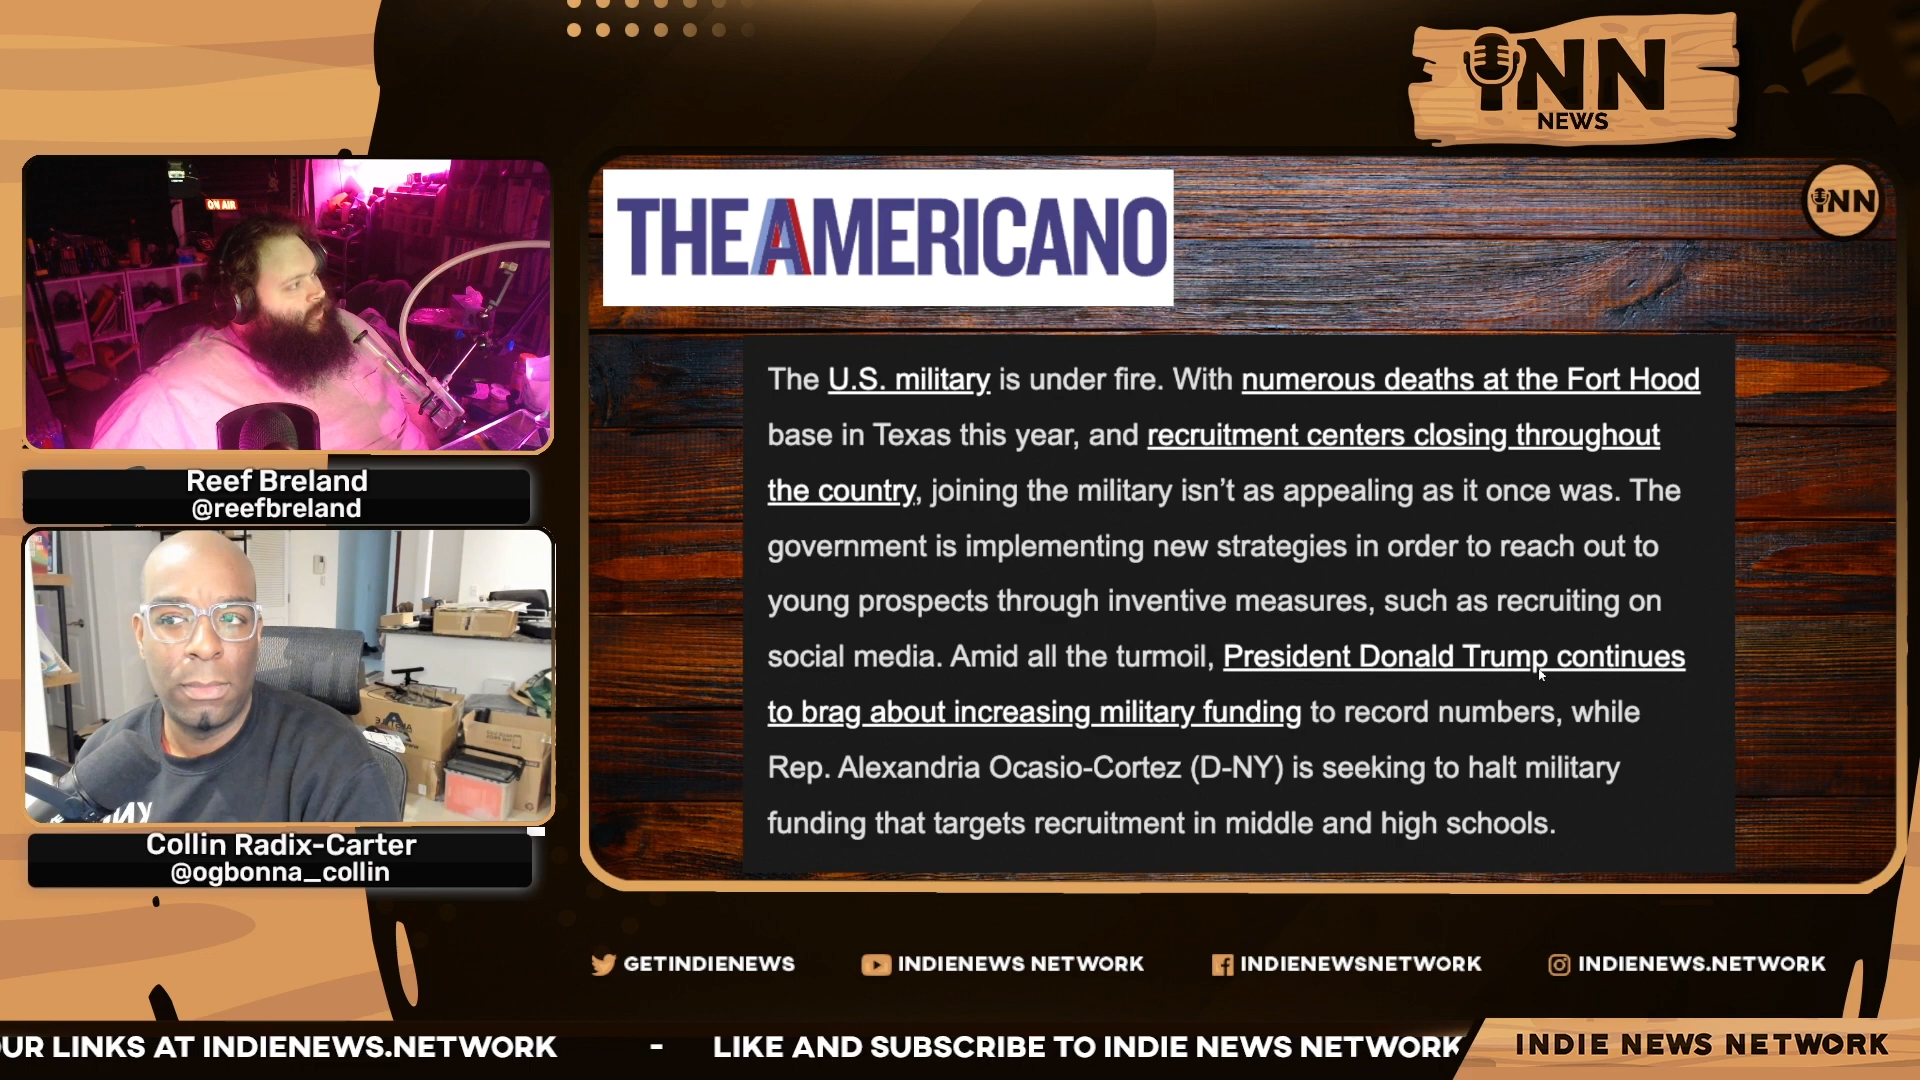 iNN
NEWS
ON AIR
Reef Breland
@reefbreland
Collin Radix-Carter
@ogbonna_collin
iNN
THE AMERICANO
The U.S. military is under fire. With numerous deaths at the Fort Hood
base in Texas this year, and recruitment centers closing throughout
the country, joining the military isn’t as appealing as it once was. The
government is implementing new strategies in order to reach out to
young prospects through inventive measures, such as recruiting on
social media. Amid all the turmoil, President Donald Trump continues
to brag about increasing military funding to record numbers, while
Rep. Alexandria Ocasio-Cortez (D-NY) is seeking to halt military
funding that targets recruitment in middle and high schools.
GETINDIENEWS
INDIENEWS NETWORK
INDIENEWSNETWORK
INDIENEWS.NETWORK
OUR LINKS AT INDIENEWS.NETWORK - LIKE AND SUBSCRIBE TO INDIE NEWS NETWORK
INDIE NEWS NETWORK